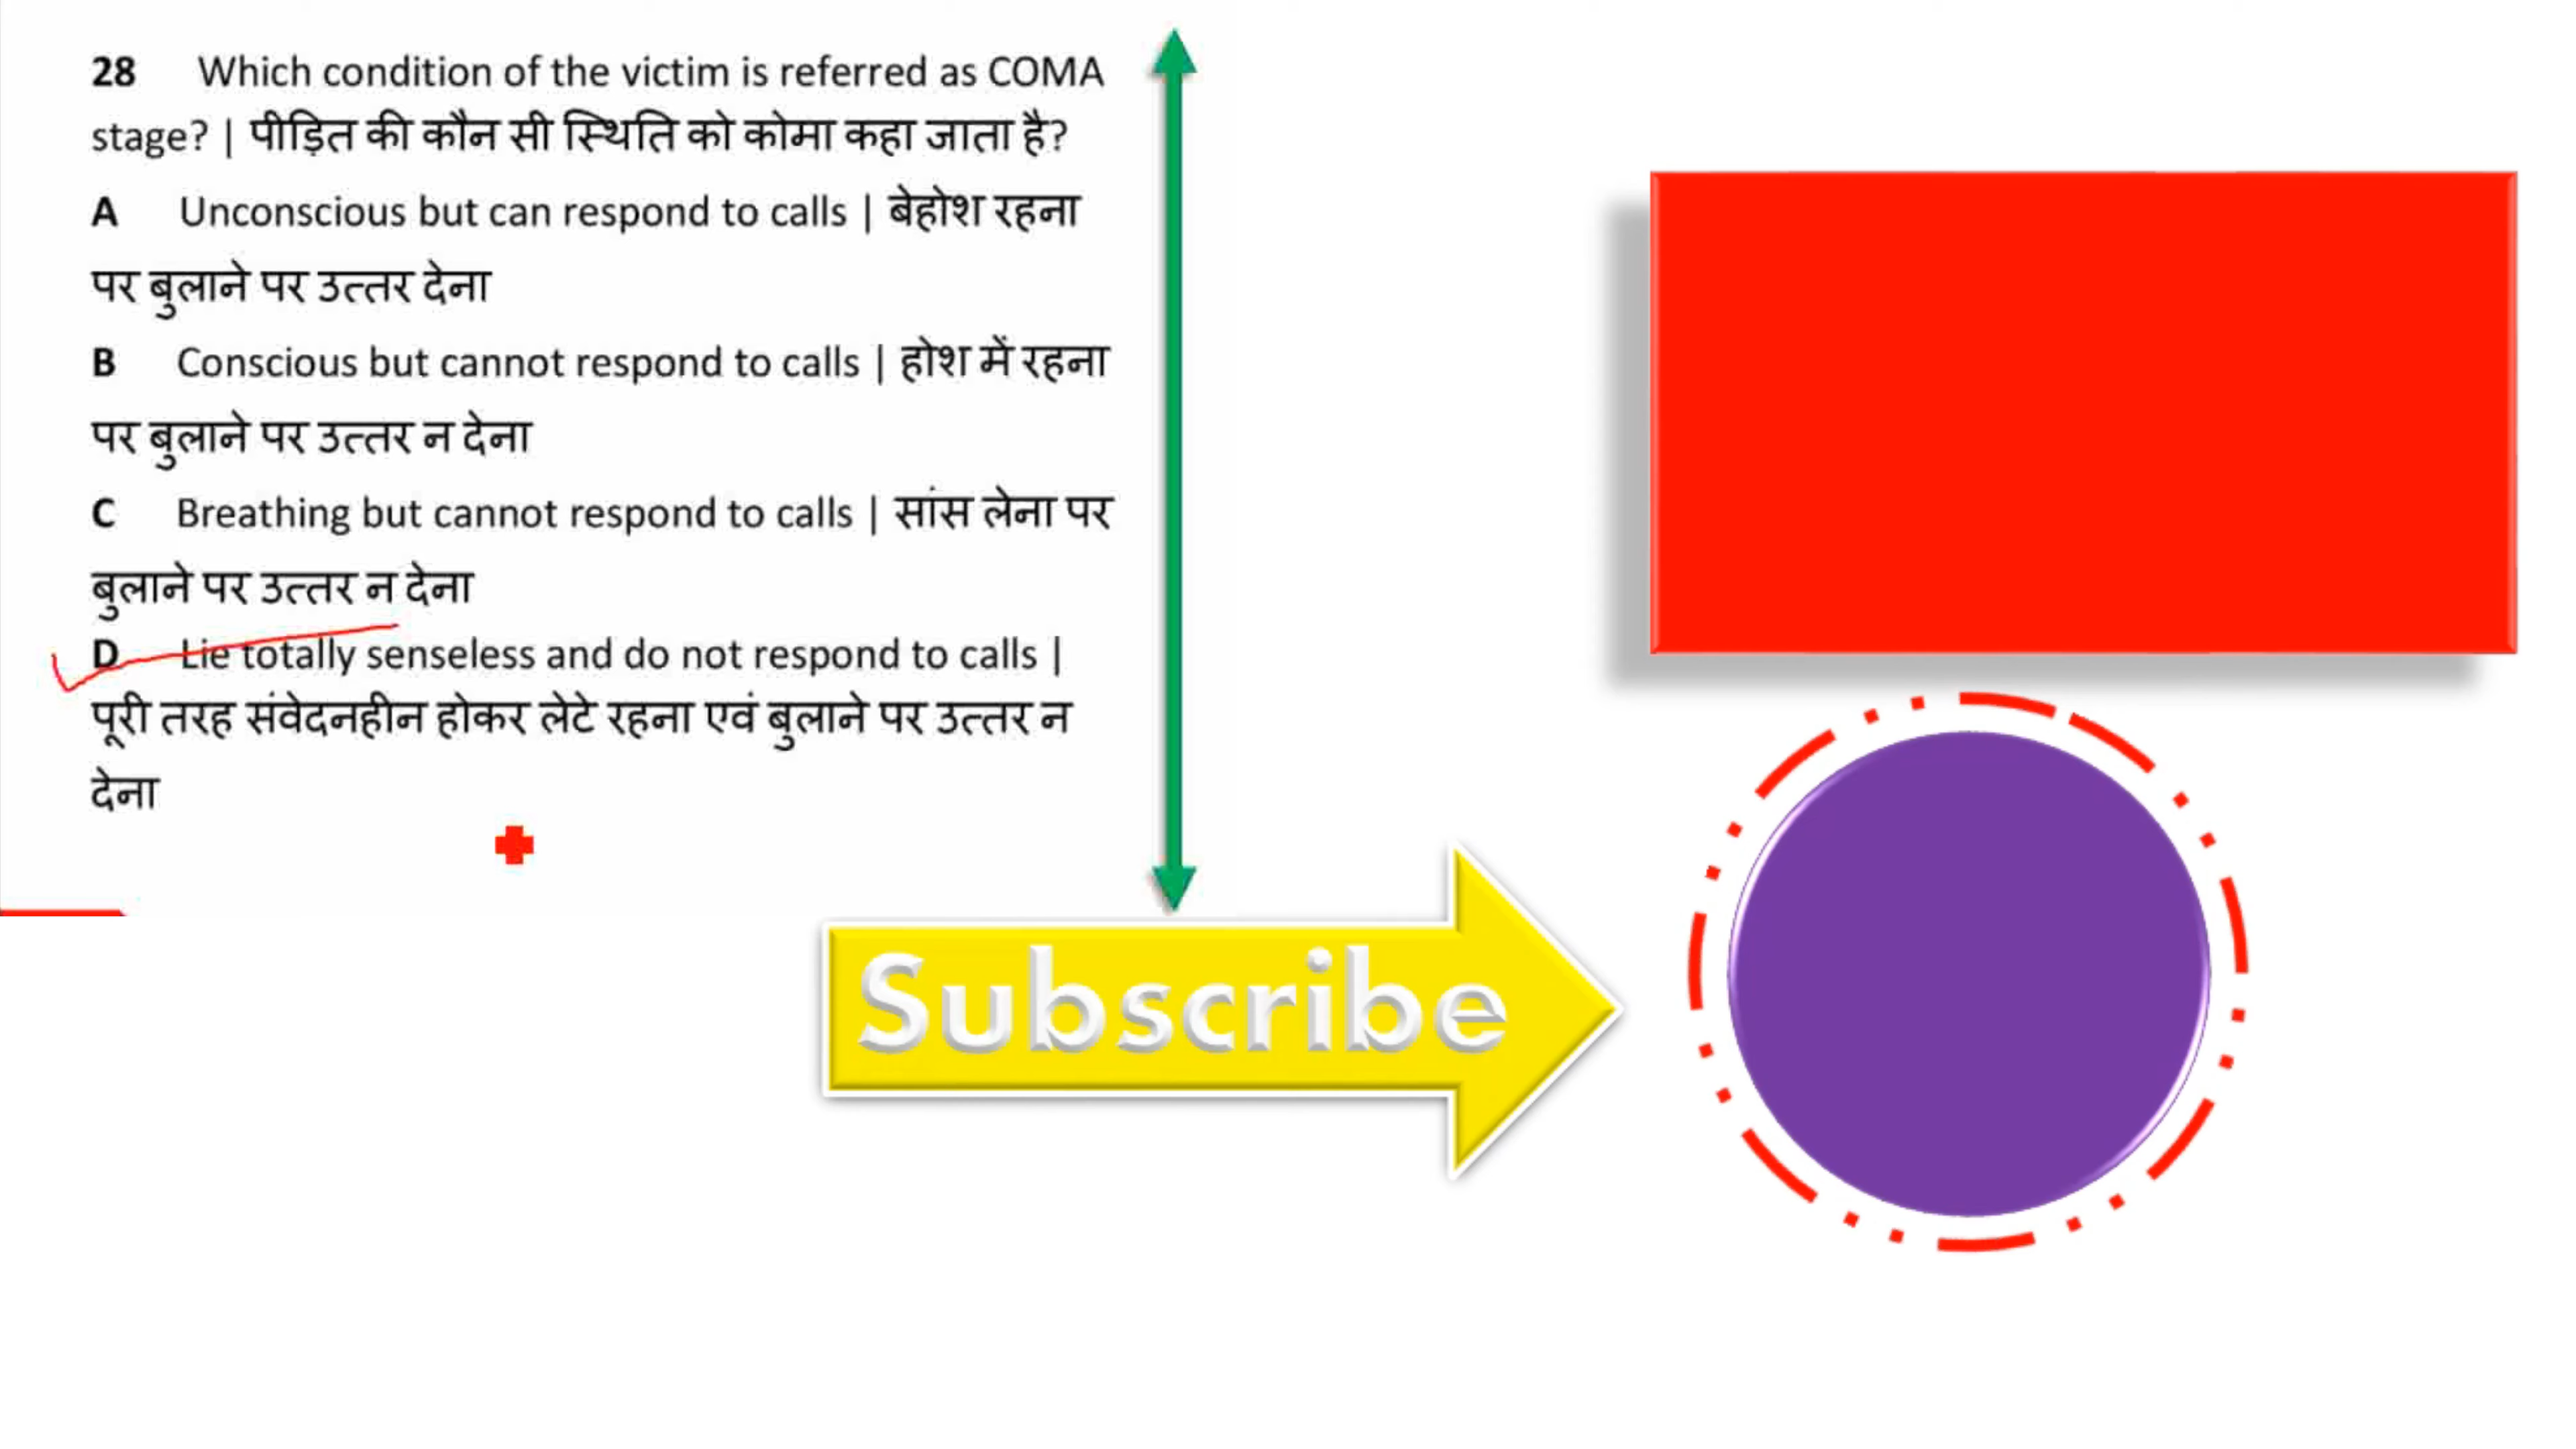 28 Which condition of the victim is referred as COMA
stage? | पीड़ित की कौन सी स्थिति को कोमा कहा जाता है?
A Unconscious but can respond to calls | बेहोश रहना
पर बुलाने पर उत्तर देना
B Conscious but cannot respond to calls | होश में रहना
पर बुलाने पर उत्तर न देना
C Breathing but cannot respond to calls | सांस लेना पर
बुलाने पर उत्तर न देना
D Lie totally senseless and do not respond to calls |
पूरी तरह संवेदनहीन होकर लेटे रहना एवं बुलाने पर उत्तर न
देना
Subscribe